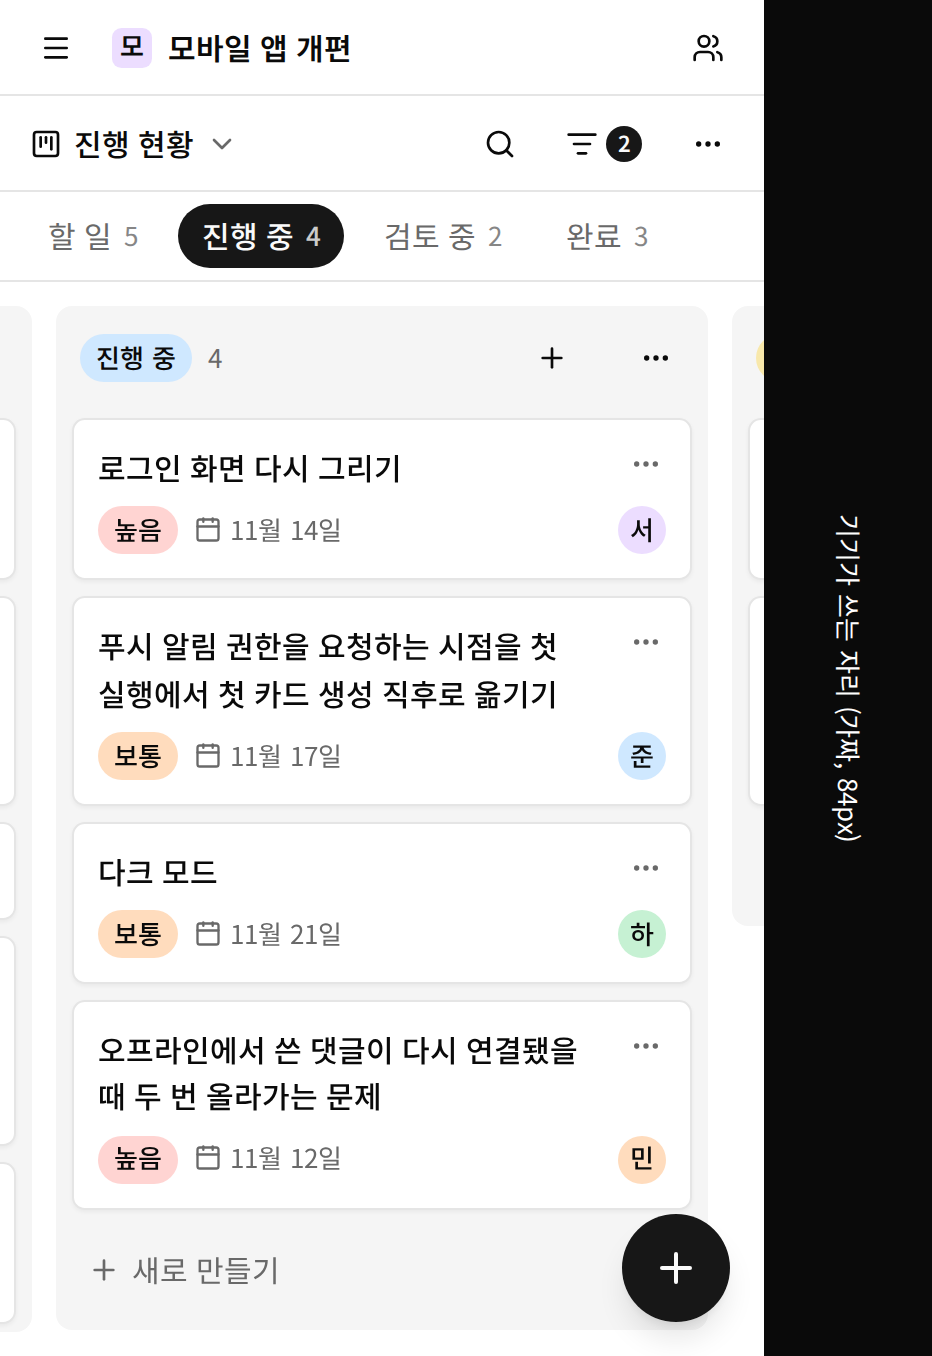 모 모바일 앱 개편
진행 현황 2
할 일 5 진행 중 4 검토 중 2 완료 3
진행 중 4
로그인 화면 다시 그리기
높음 11월 14일 서
푸시 알림 권한을 요청하는 시점을 첫
실행에서 첫 카드 생성 직후로 옮기기
보통 11월 17일 준
다크 모드
보통 11월 21일 하
오프라인에서 쓴 댓글이 다시 연결됐을
때 두 번 올라가는 문제
높음 11월 12일 민
새로 만들기
기기가 쓰는 자리 (가짜, 84px)